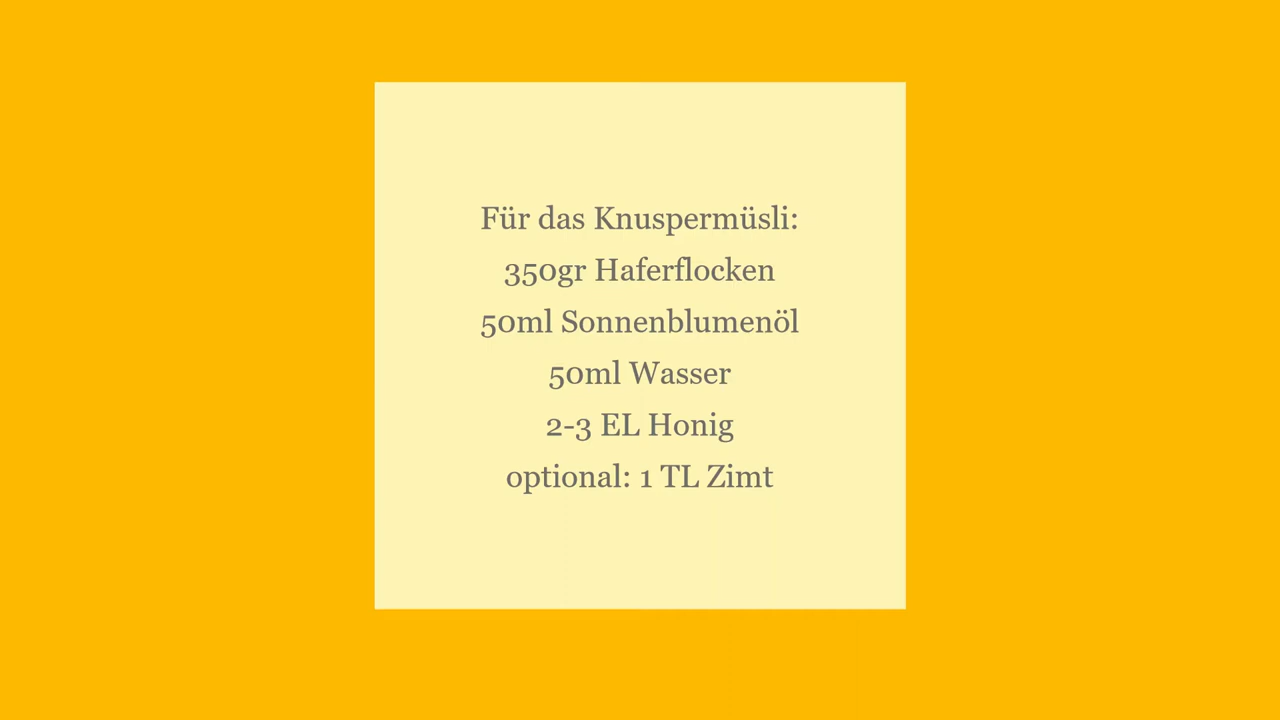 Für das Knuspermüsli:
350gr Haferflocken
50ml Sonnenblumenöl
50ml Wasser
2-3 EL Honig
optional: 1 TL Zimt